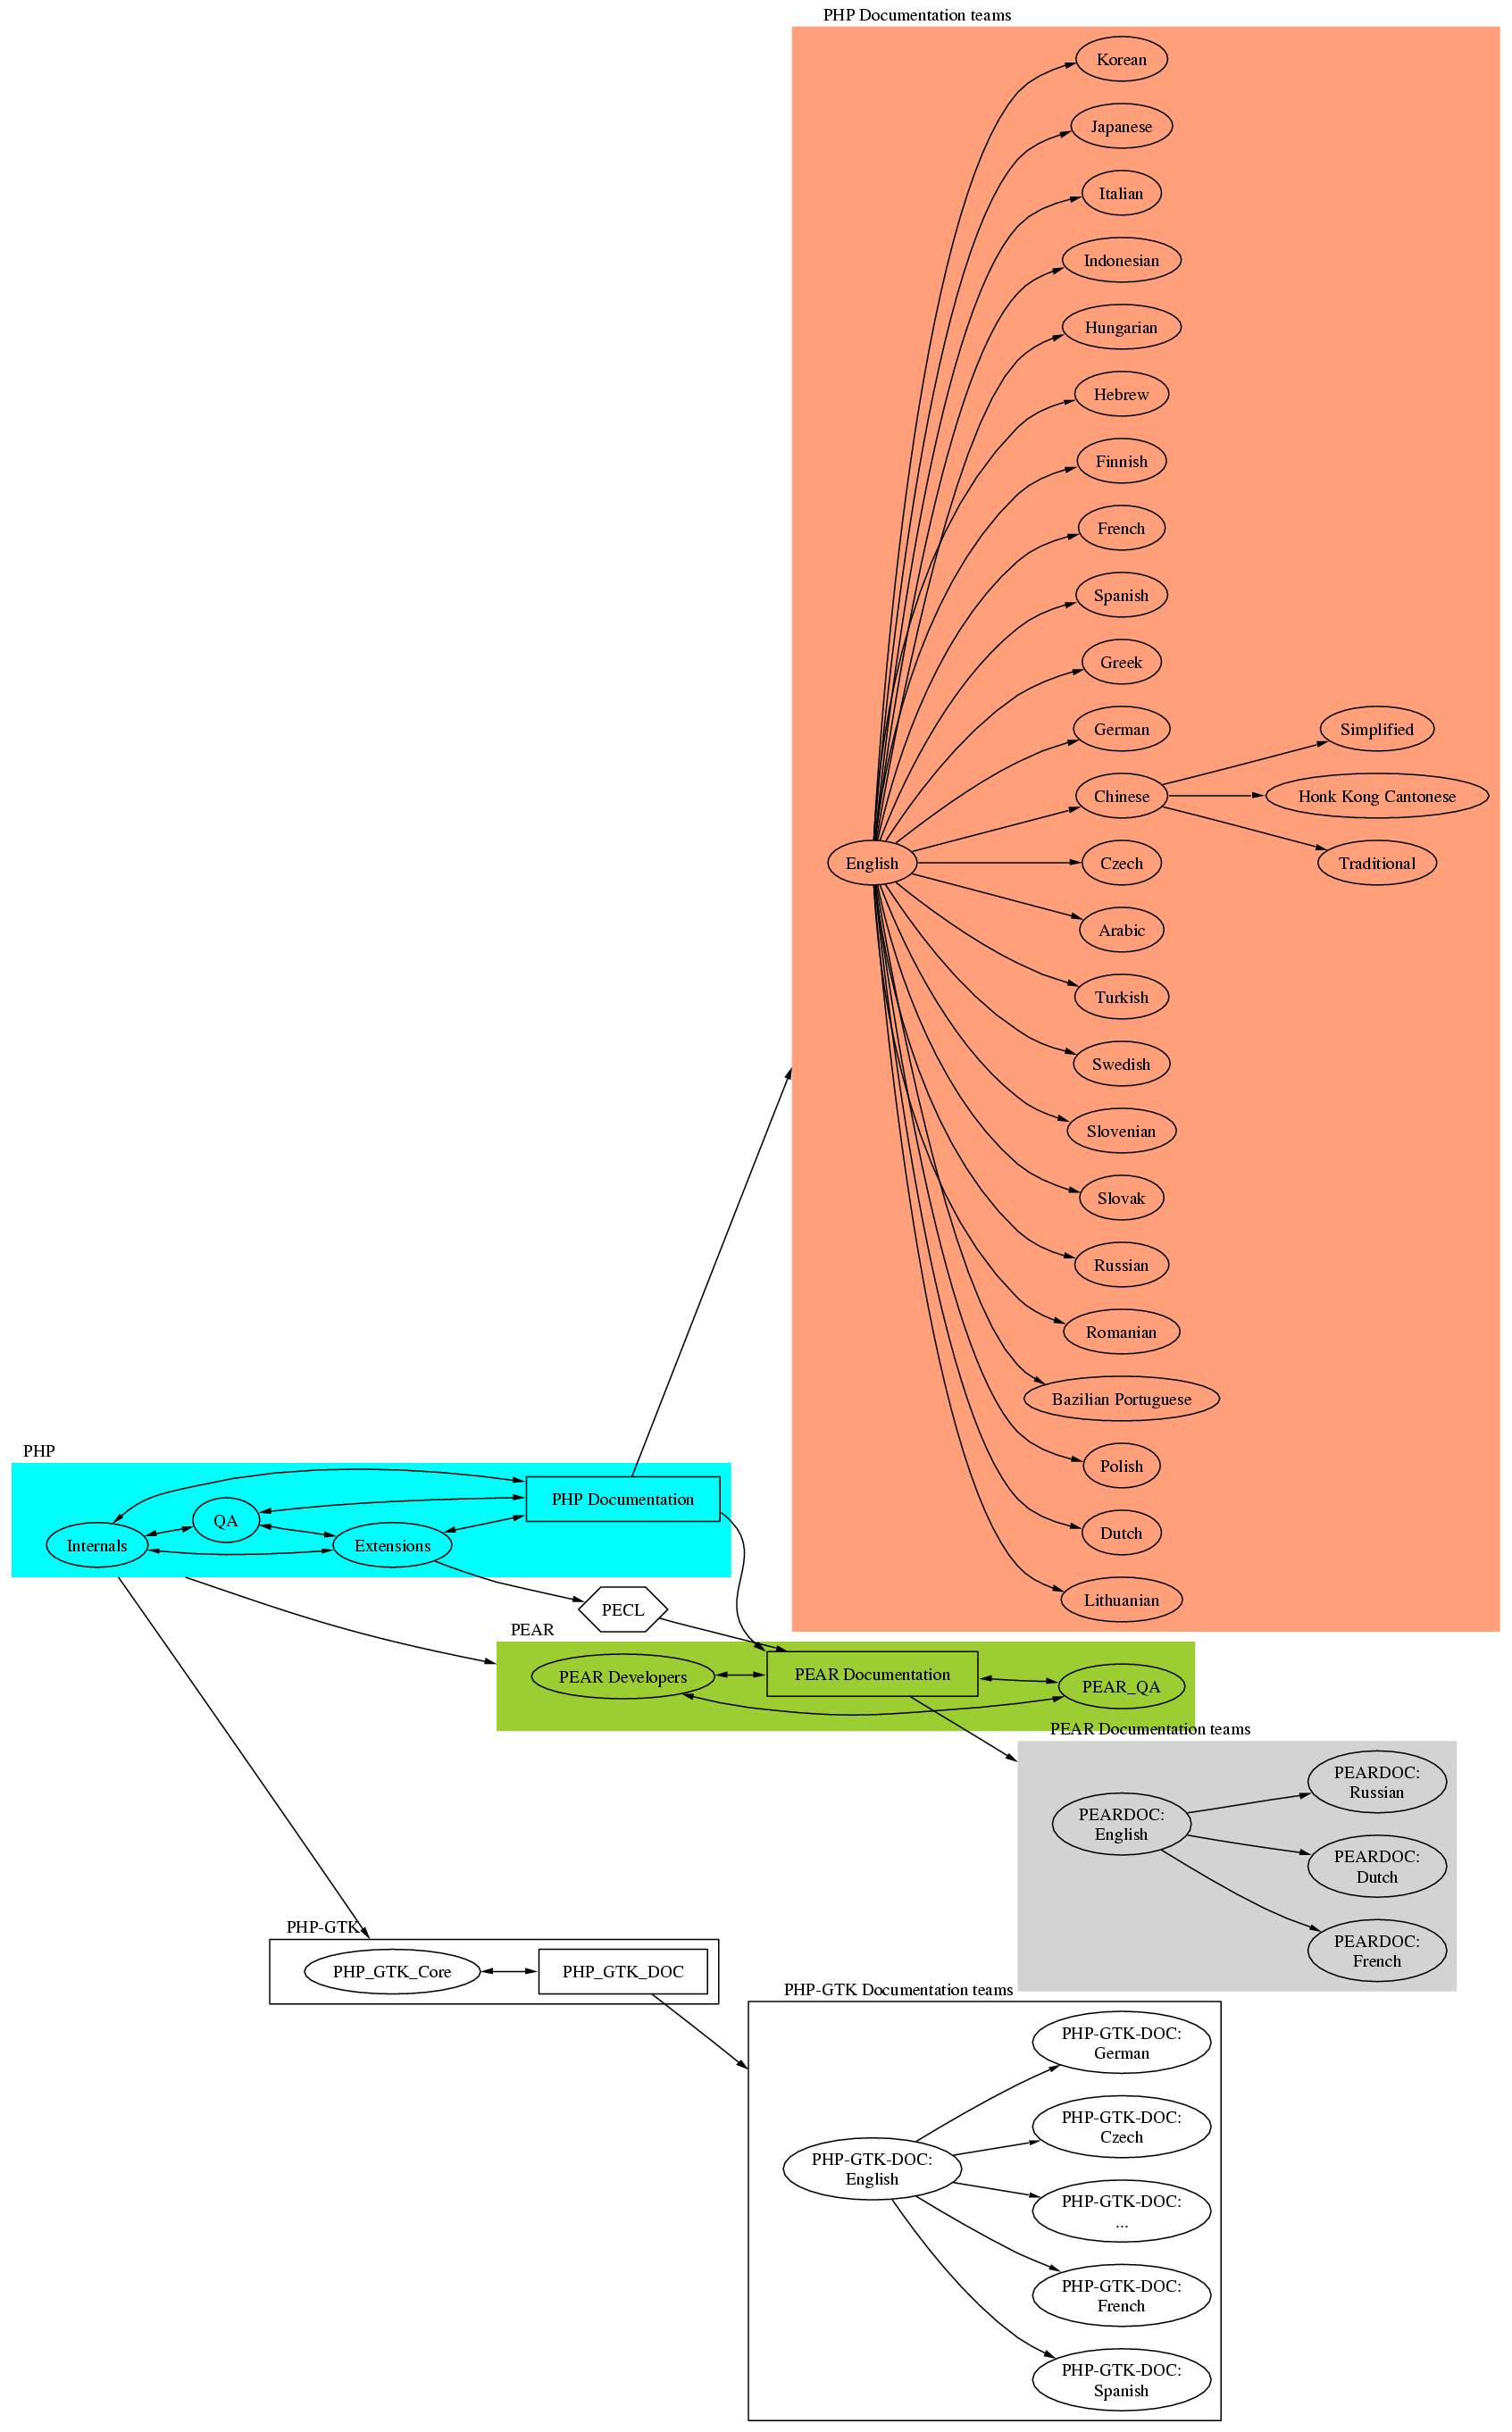 PHP Documentation teams
Korean
Japanese
Italian
Indonesian
Hungarian
Hebrew
Finnish
French
Spanish
Greek
German
Simplified
Chinese
Honk Kong Cantonese
English
Czech
Traditional
Arabic
Turkish
Swedish
Slovenian
Slovak
Russian
Romanian
Bazilian Portuguese
Polish
Dutch
Lithuanian
PHP
PHP Documentation
QA
Internals
Extensions
PECL
PEAR
PEAR Developers
PEAR Documentation
PEAR_QA
PEAR Documentation teams
PEARDOC:
Russian
PEARDOC:
English
PEARDOC:
Dutch
PEARDOC:
French
PHP-GTK
PHP_GTK_Core
PHP_GTK_DOC
PHP-GTK Documentation teams
PHP-GTK-DOC:
German
PHP-GTK-DOC:
Czech
PHP-GTK-DOC:
English
PHP-GTK-DOC:
...
PHP-GTK-DOC:
French
PHP-GTK-DOC:
Spanish